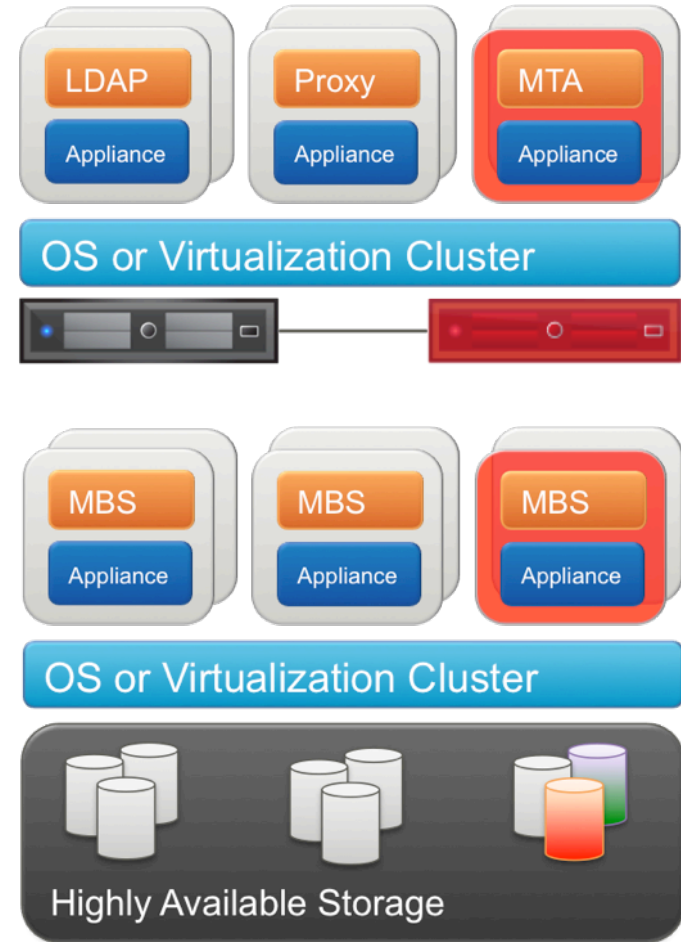 LDAP
Proxy
MTA
Appliance
Appliance
Appliance
OS or Virtualization Cluster
MBS
MBS
MBS
Appliance
Appliance
Appliance
OS or Virtualization Cluster
Highly Available Storage